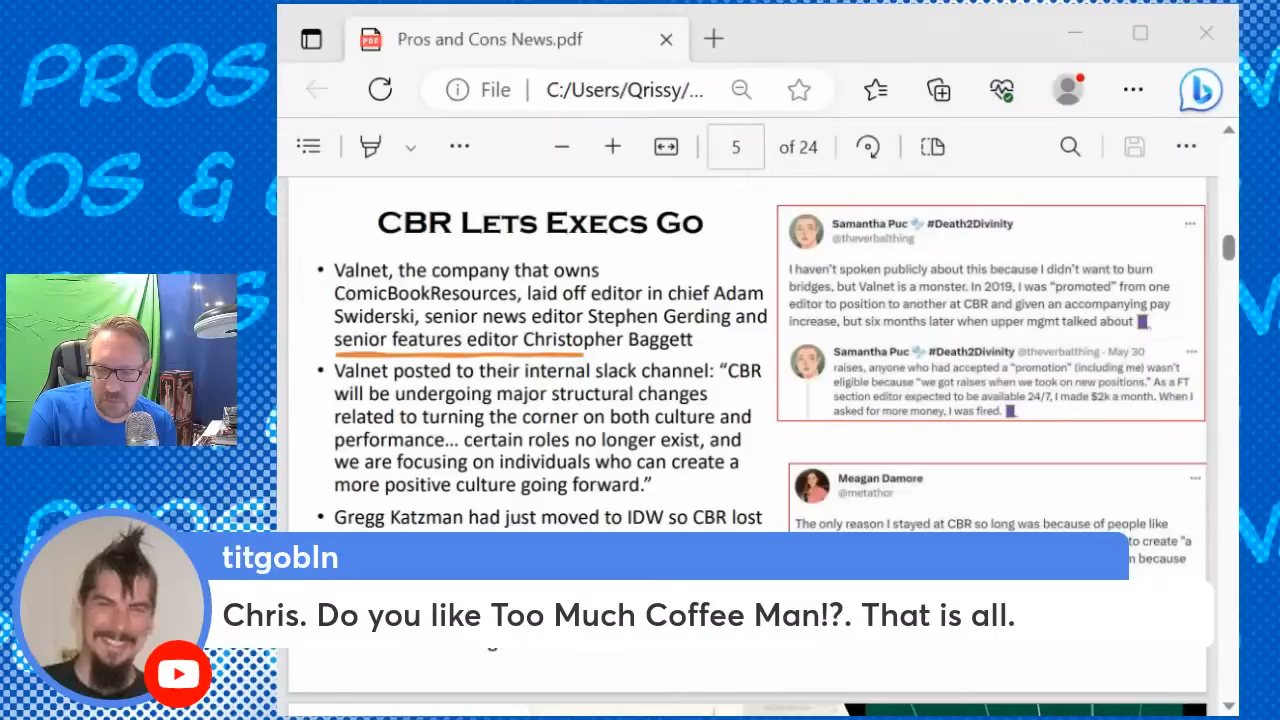 PROS
POS &
Pros and Cons News.pdf
File
C:/Users/Qrissy/...
5
of 24
CBR Lets Execs Go
• Valnet, the company that owns
ComicBookResources, laid off editor in chief Adam
Swiderski, senior news editor Stephen Gerding and
senior features editor Christopher Baggett
• Valnet posted to their internal slack channel: “CBR
will be undergoing major structural changes
related to turning the corner on both culture and
performance... certain roles no longer exist, and
we are focusing on individuals who can create a
more positive culture going forward.”
• Gregg Katzman had just moved to IDW so CBR lost
Samantha Puc #Death2Divinity
@theverbalthing
I haven't spoken publicly about this because I didn't want to burn
bridges, but Valnet is a monster. In 2019, I was “promoted” from one
editor to position to another at CBR and given an accompanying pay
increase, but six months later when upper mgmt talked about
Samantha Puc #Death2Divinity @theverbalthing · May 30
raises, anyone who had accepted a “promotion” (including me) wasn't
eligible because “we got raises when we took on new positions.” As a FT
section editor expected to be available 24/7, I made $2k a month. When I
asked for more money, I was fired.
Meagan Damore
@metathor
The only reason I stayed at CBR so long was because of people like
to create "a
because
titgobln
Chris. Do you like Too Much Coffee Man!?. That is all.